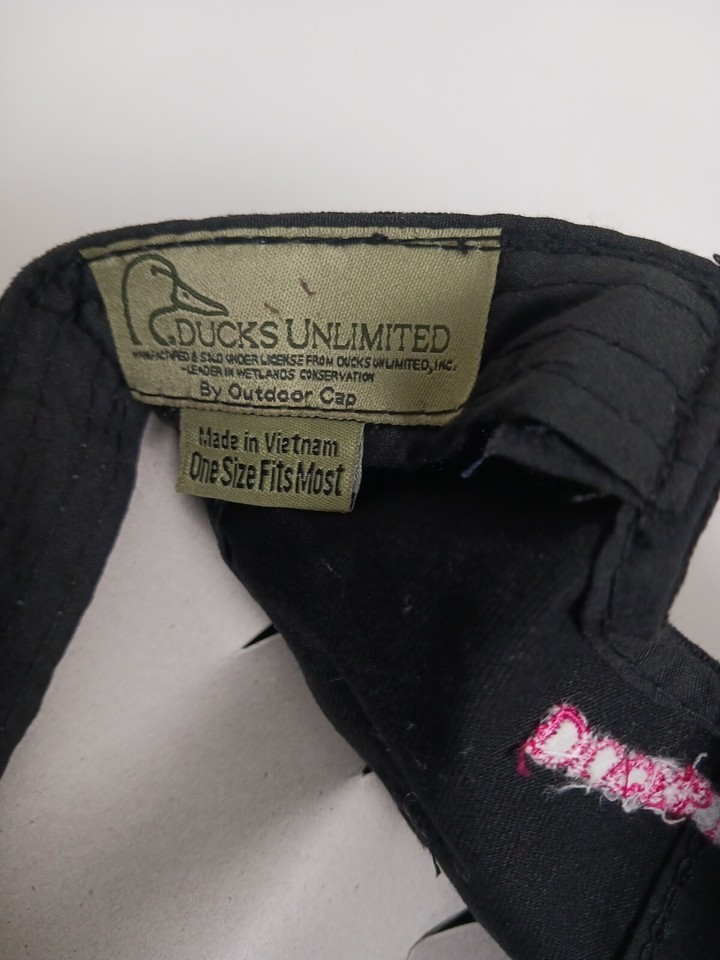 DUCKS UNLIMITED
MANUFACTURED & SOLD UNDER LICENSE FROM DUCKS UNLIMITED, INC.
-LEADER IN WETLANDS CONSERVATION
By Outdoor Cap
Made in Vietnam
One Size Fits Most